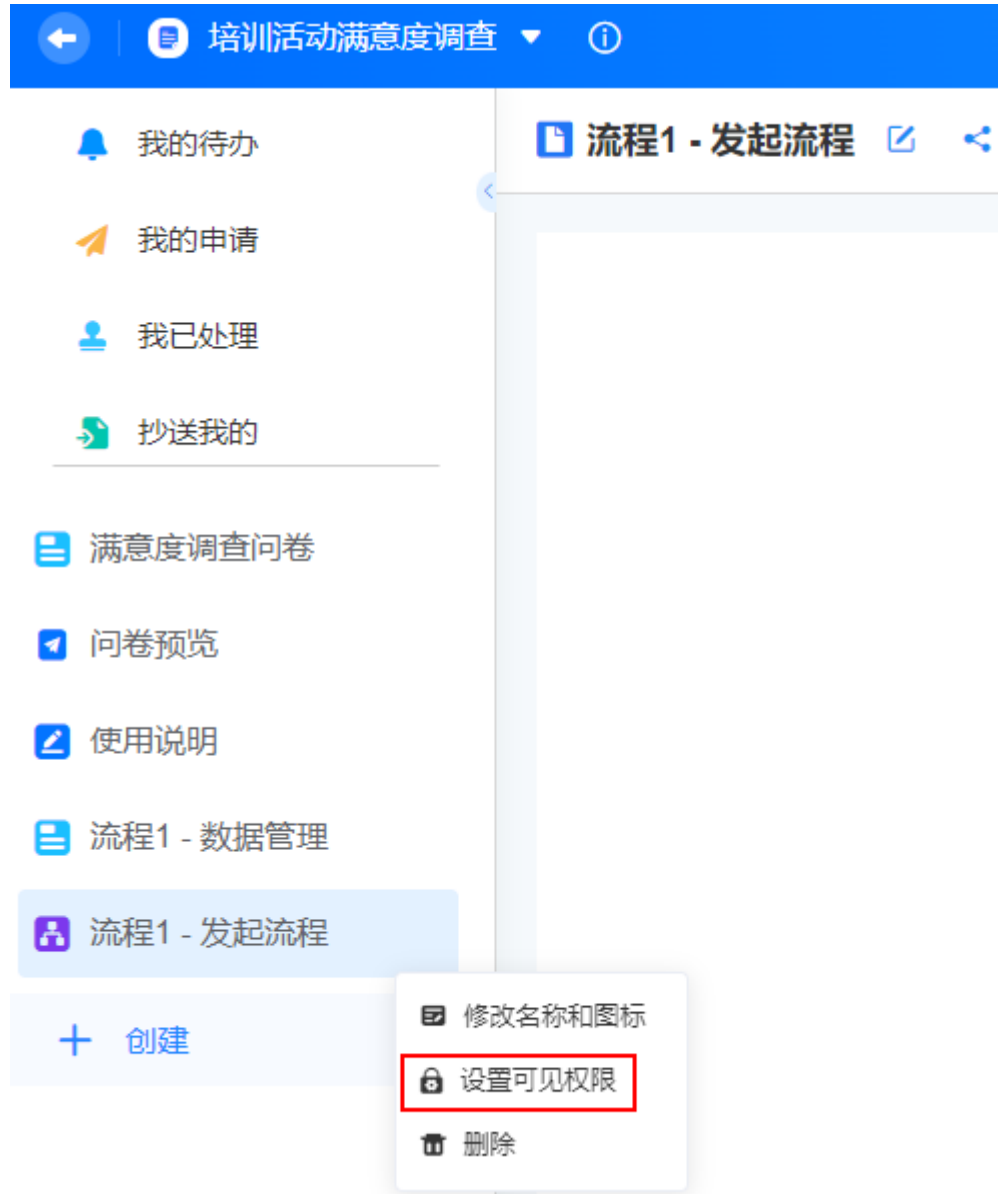 培训活动满意度调查
我的待办
我的申请
我已处理
抄送我的
满意度调查问卷
问卷预览
使用说明
流程1 - 数据管理
流程1 - 发起流程
创建
流程1 - 发起流程
修改名称和图标
设置可见权限
删除